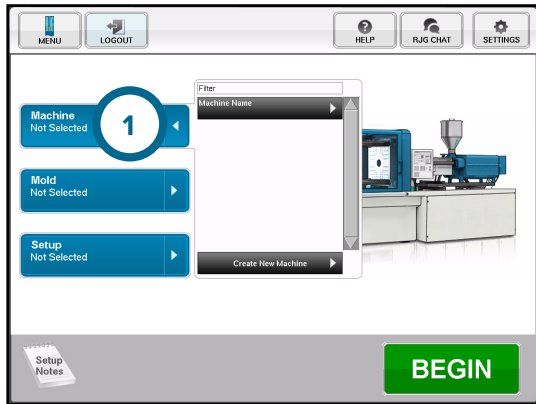 MENU
LOGOUT
HELP
RJG CHAT
SETTINGS
Filter
Machine Name
Machine
Not Selected
1
Mold
Not Selected
Setup
Not Selected
Create New Machine
Setup
Notes
BEGIN